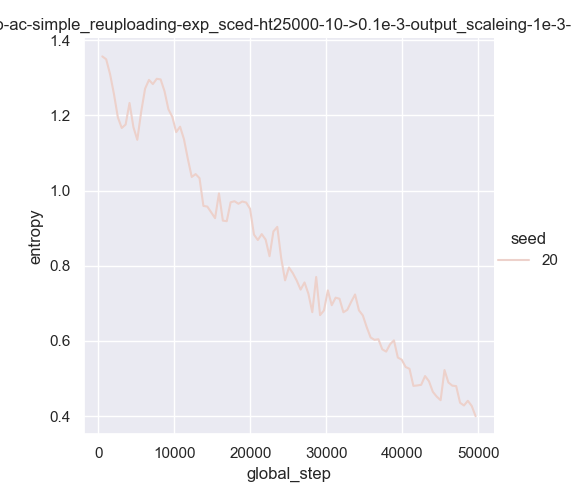 o-ac-simple_reuploading-exp_sced-ht25000-10->0.1e-3-output_scaleing-1e-3-
1.4
1.2
1.0
0.8
0.6
0.4
entropy
0 10000 20000 30000 40000 50000
global_step
seed
20